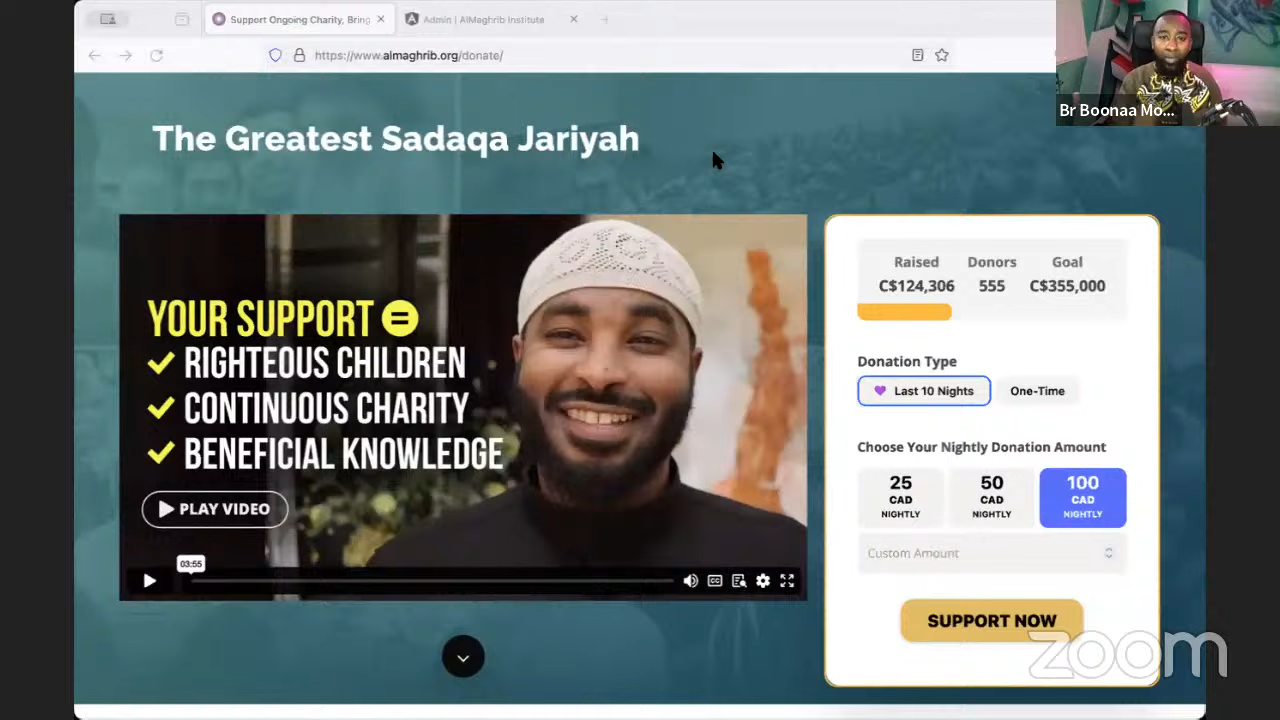 Support Ongoing Charity, Bring
Admin | AlMaghrib Institute
https://www.almaghrib.org/donate/
Br Boonaa Mo...
The Greatest Sadaqa Jariyah
YOUR SUPPORT =
RIGHTEOUS CHILDREN
CONTINUOUS CHARITY
BENEFICIAL KNOWLEDGE
PLAY VIDEO
03:55
CC
Raised Donors Goal
C$124,306 555 C$355,000
Donation Type
Last 10 Nights One-Time
Choose Your Nightly Donation Amount
25 50 100
CAD CAD CAD
NIGHTLY NIGHTLY NIGHTLY
Custom Amount
SUPPORT NOW
zoom